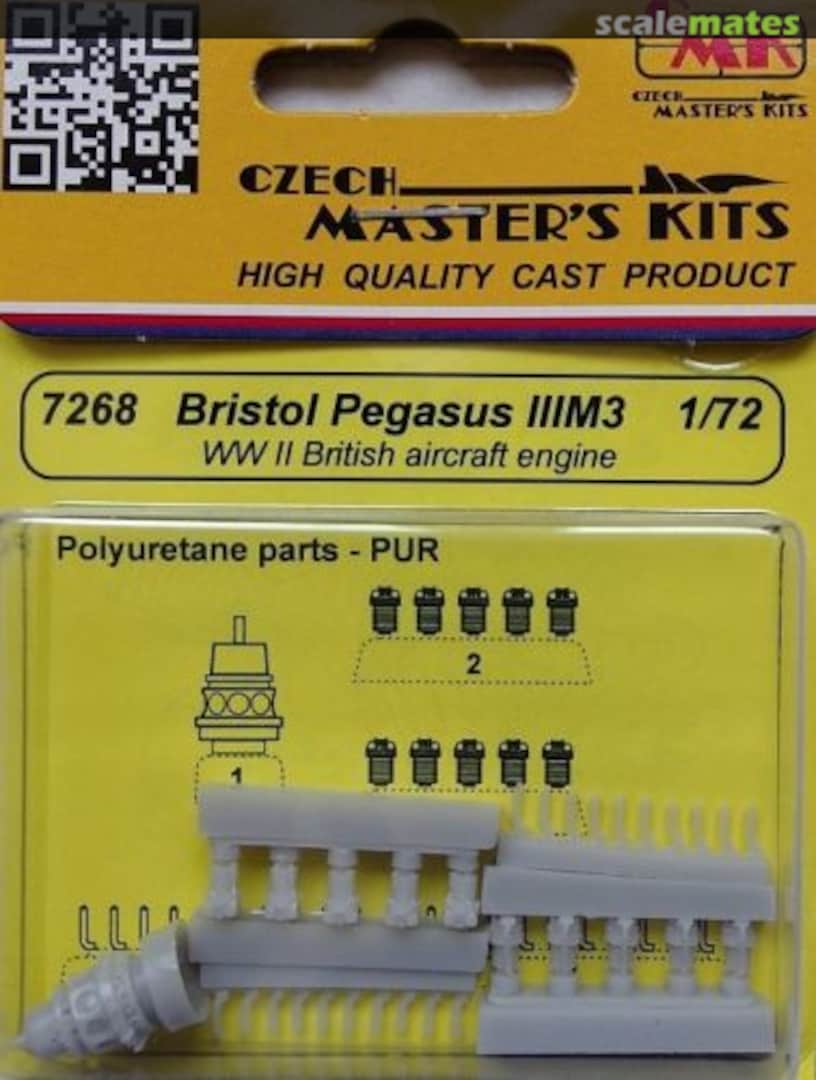 scalemates
CMK
CZECH
MASTER'S KITS
CZECH
MASTER'S KITS
HIGH QUALITY CAST PRODUCT
7268 Bristol Pegasus IIIM3 1/72
WW II British aircraft engine
Polyuretane parts - PUR
2
1